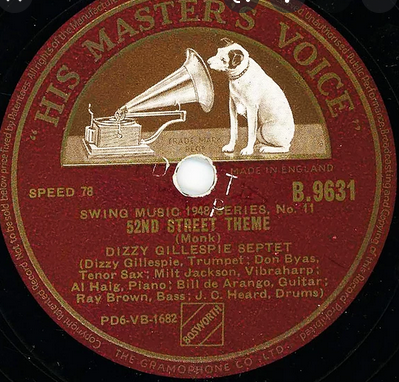 "HIS MASTER'S VOICE"
TRADE MARK
REGD
MADE IN ENGLAND
SPEED 78
B.9631
SWING MUSIC 1948 SERIES, No. 11
52ND STREET THEME
(Monk)
DIZZY GILLESPIE SEPTET
(Dizzy Gillespie, Trumpet; Don Byas,
Tenor Sax; Milt Jackson, Vibraharp;
Al Haig, Piano; Bill de Arango, Guitar;
Ray Brown, Bass; J. C. Heard, Drums)
PD6-VB-1682
BOSWORTH
THE GRAMOPHONE CO